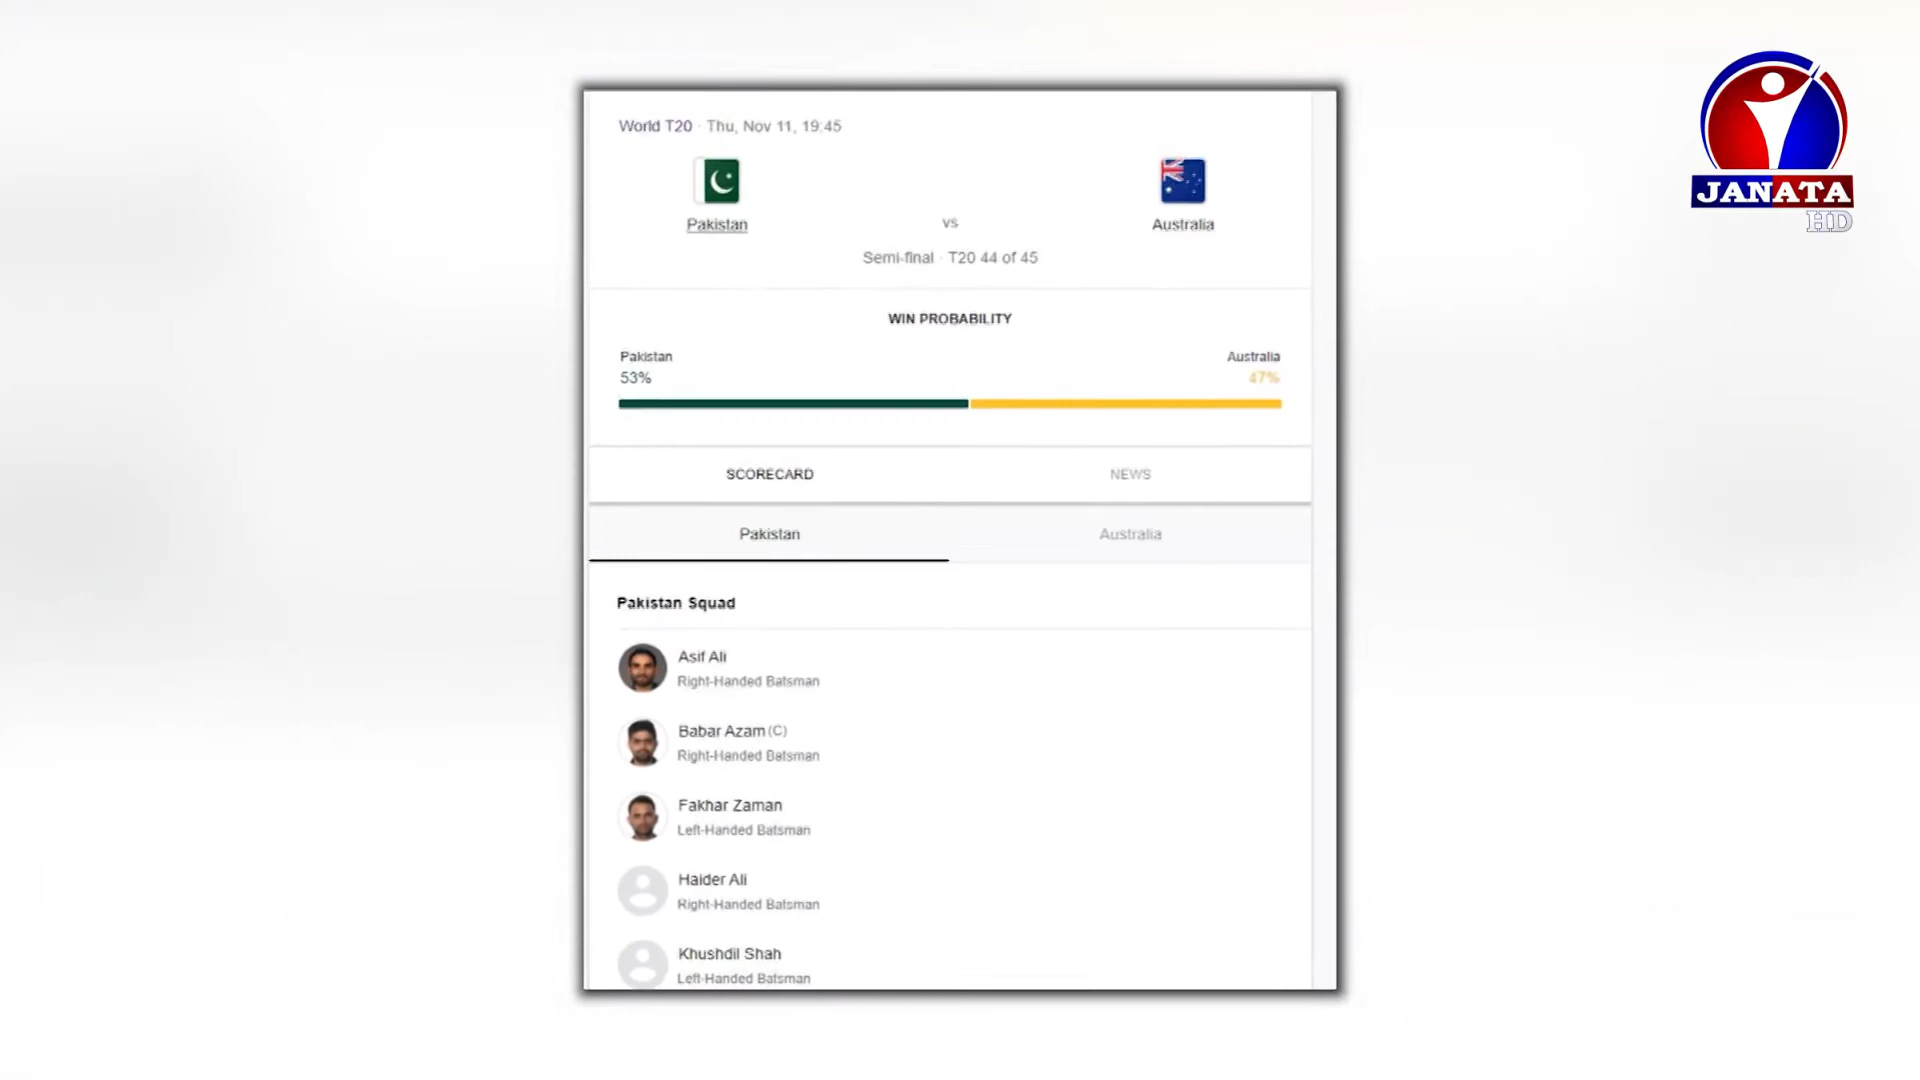 World T20 · Thu, Nov 11, 19:45
Pakistan
vs
Australia
Semi-final · T20 44 of 45
WIN PROBABILITY
Pakistan
Australia
53%
47%
SCORECARD
NEWS
Pakistan
Australia
Pakistan Squad
Asif Ali
Right-Handed Batsman
Babar Azam (C)
Right-Handed Batsman
Fakhar Zaman
Left-Handed Batsman
Haider Ali
Right-Handed Batsman
Khushdil Shah
Left-Handed Batsman
JANATA
HD